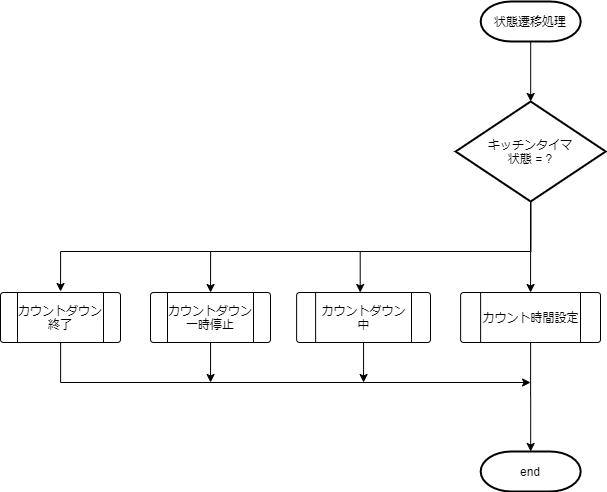 状態遷移処理
キッチンタイマ
状態 = ?
カウントダウン
終了
カウントダウン
一時停止
カウントダウン
中
カウント時間設定
end